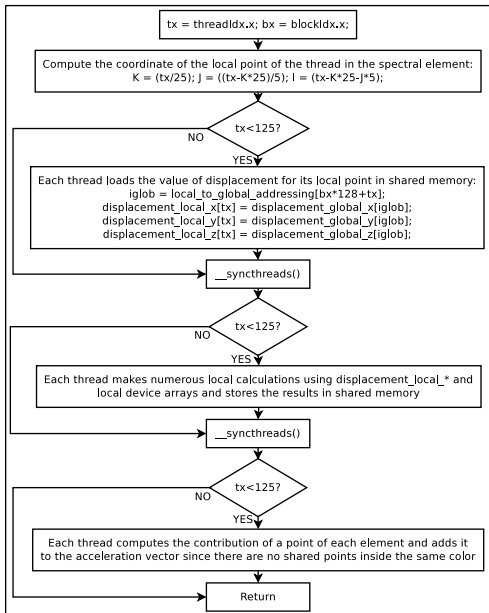 tx = threadIdx.x; bx = blockIdx.x;
Compute the coordinate of the local point of the thread in the spectral element:
K = (tx/25); J = ((tx-K*25)/5); I = (tx-K*25-J*5);
tx<125?
NO
YES
Each thread loads the value of displacement for its local point in shared memory:
iglob = local_to_global_addressing[bx*128+tx];
displacement_local_x[tx] = displacement_global_x[iglob];
displacement_local_y[tx] = displacement_global_y[iglob];
displacement_local_z[tx] = displacement_global_z[iglob];
__syncthreads()
tx<125?
NO
YES
Each thread makes numerous local calculations using displacement_local_* and
local device arrays and stores the results in shared memory
__syncthreads()
tx<125?
NO
YES
Each thread computes the contribution of a point of each element and adds it
to the acceleration vector since there are no shared points inside the same color
Return